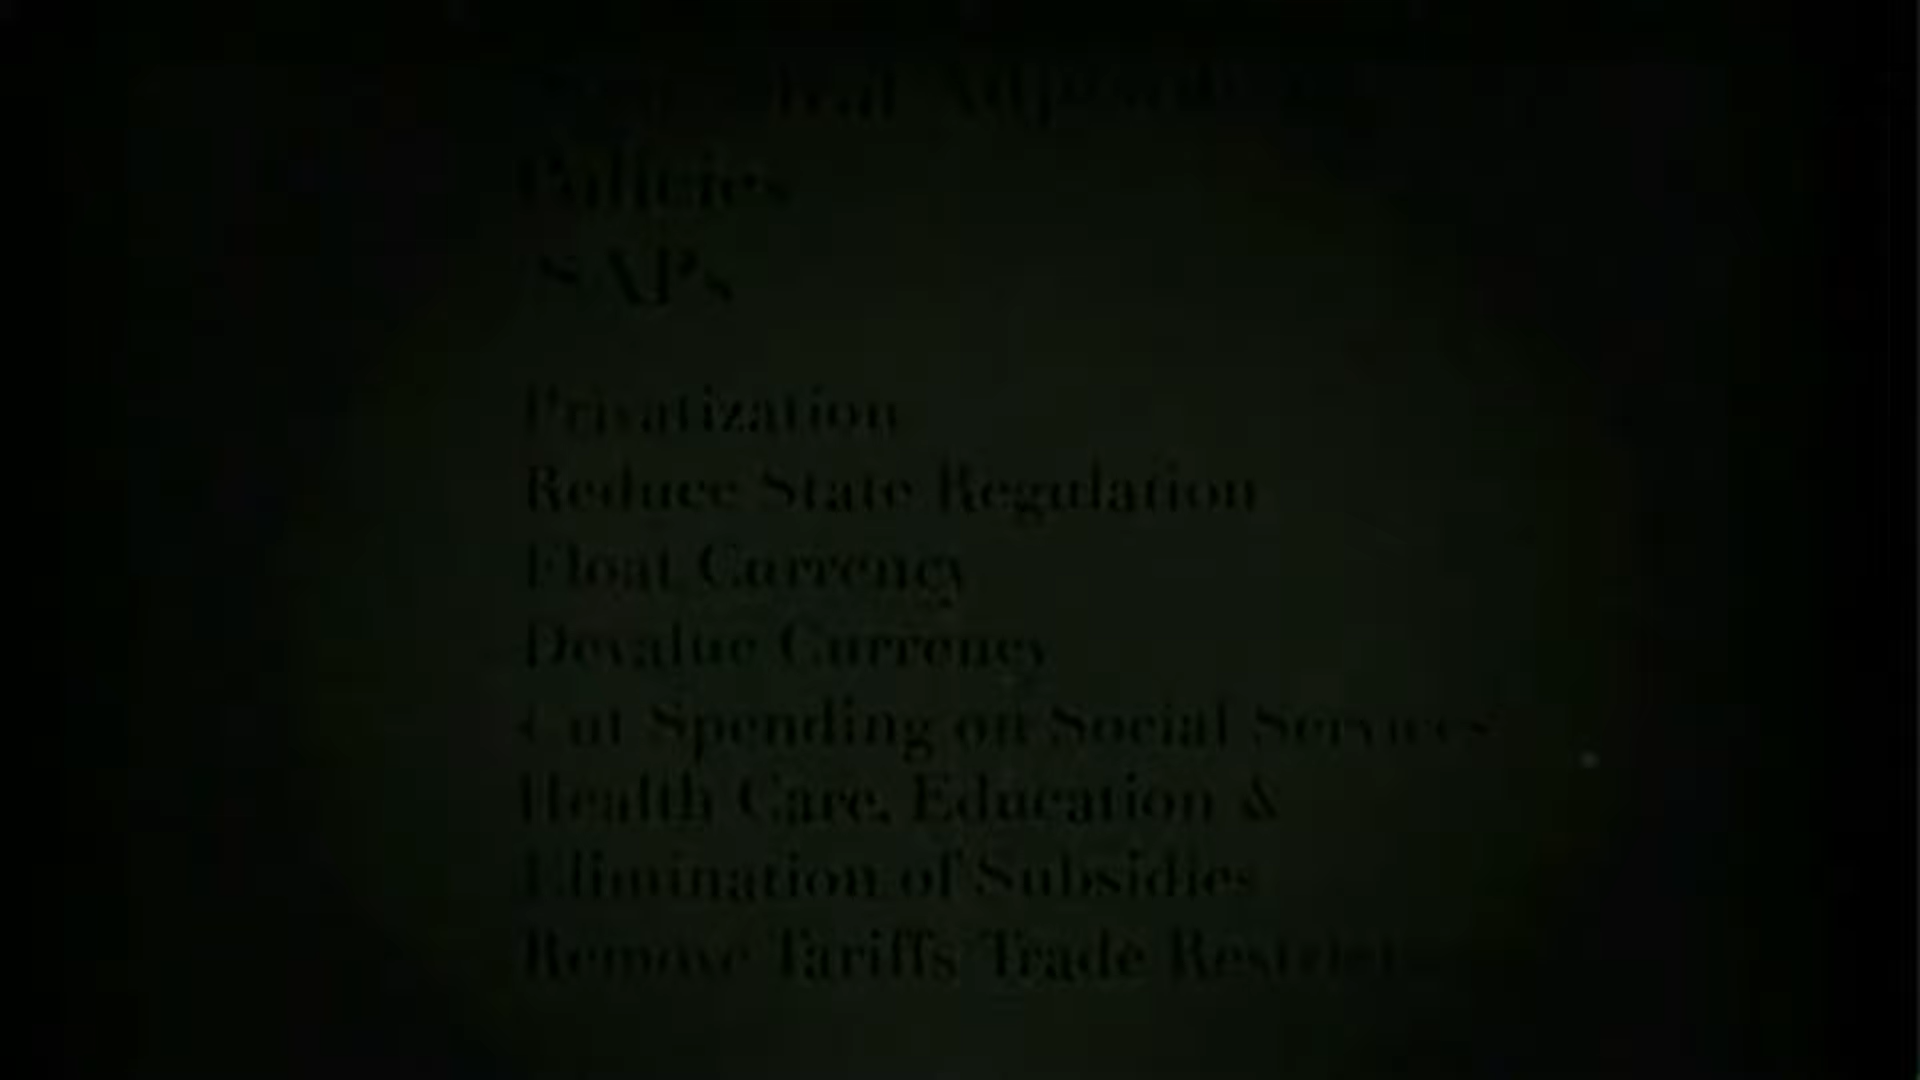 Policies
SAPs
Privatization
Reduce State Regulation
Float Currency
Devalue Currency
Cut Spending on Social Services
Health Care, Education &
Elimination of Subsidies
Remove Tariffs Trade